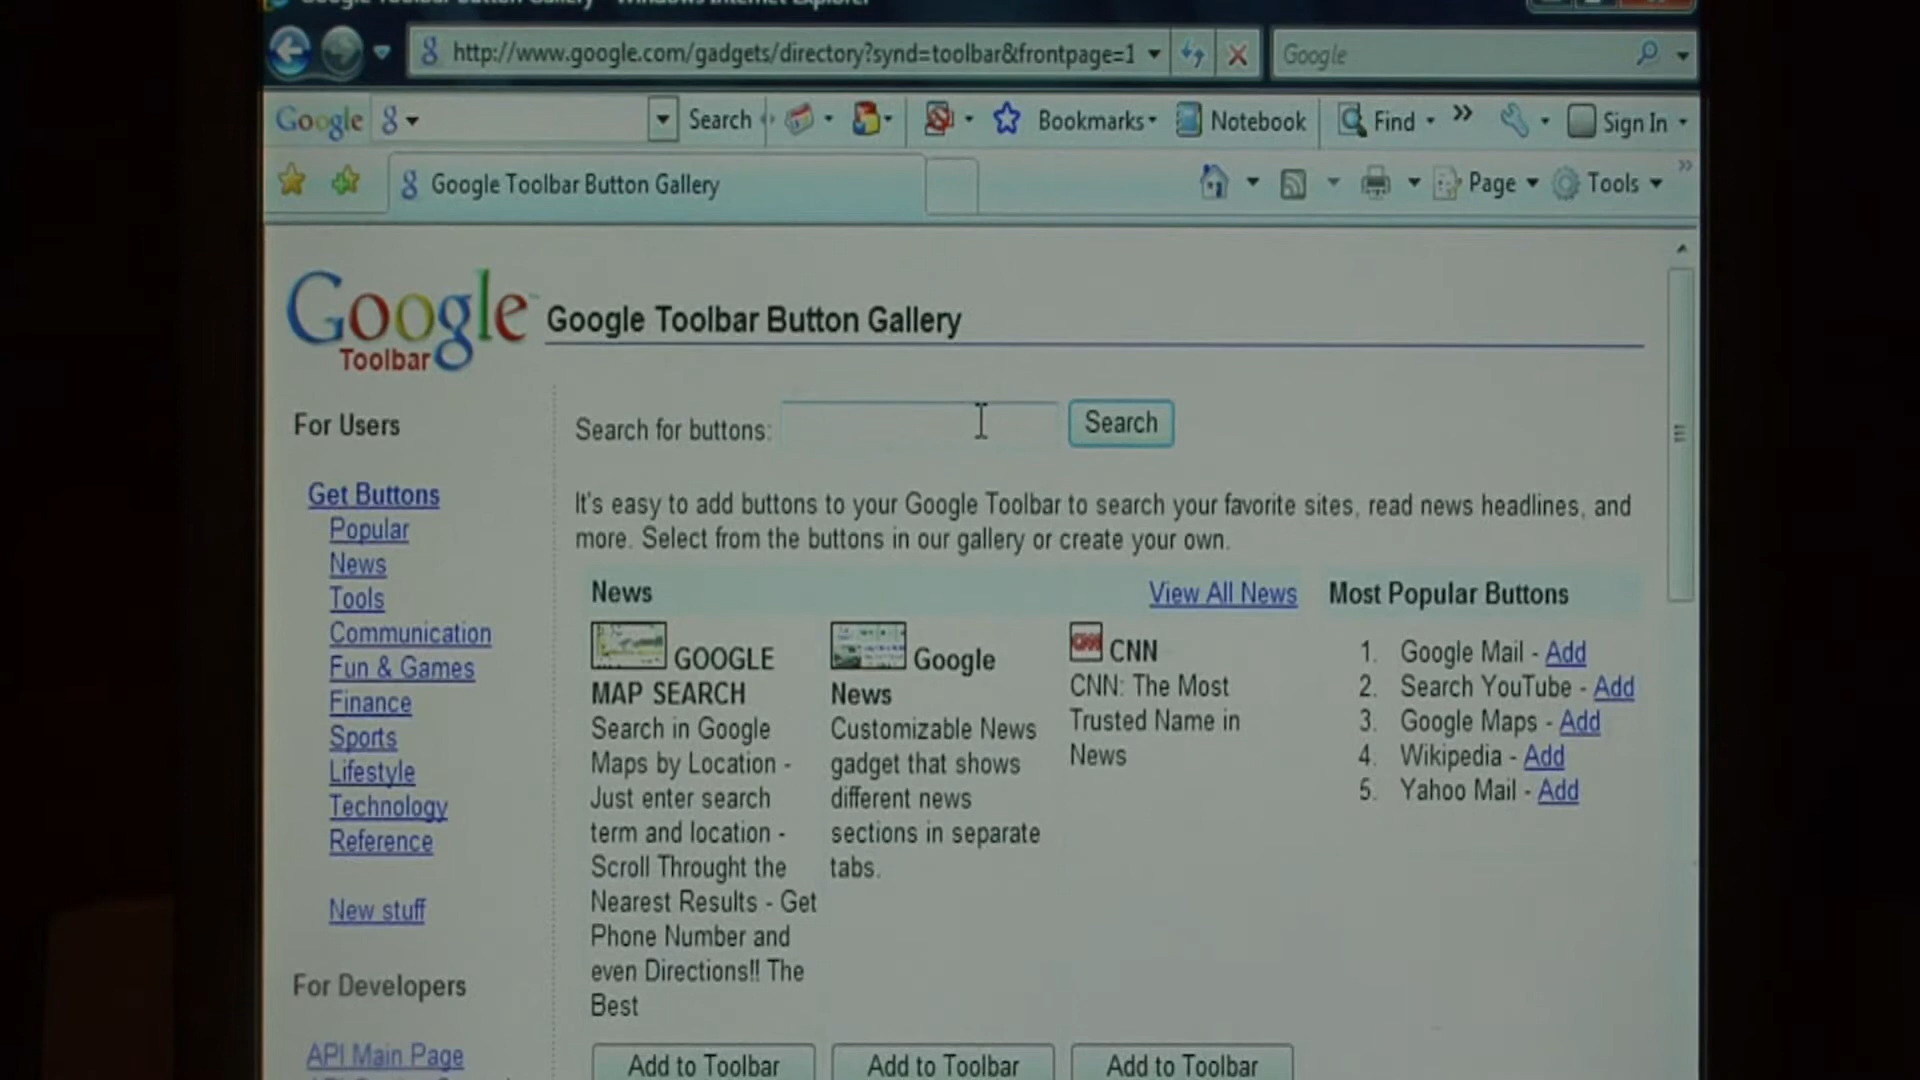 Google Toolbar Button Gallery - Windows Internet Explorer
http://www.google.com/gadgets/directory?synd=toolbar&frontpage=1
Google
Google
Search
Bookmarks
Notebook
Find
»
Sign In
Google Toolbar Button Gallery
Page
Tools
»
Google
Toolbar
Google Toolbar Button Gallery
For Users
Get Buttons
Popular
News
Tools
Communication
Fun & Games
Finance
Sports
Lifestyle
Technology
Reference
New stuff
For Developers
API Main Page
Search for buttons:
Search
It's easy to add buttons to your Google Toolbar to search your favorite sites, read news headlines, and
more. Select from the buttons in our gallery or create your own.
News
View All News
GOOGLE
MAP SEARCH
Search in Google
Maps by Location -
Just enter search
term and location -
Scroll Throught the
Nearest Results - Get
Phone Number and
even Directions!! The
Best
Add to Toolbar
Google
News
Customizable News
gadget that shows
different news
sections in separate
tabs.
Add to Toolbar
CNN
CNN
CNN: The Most
Trusted Name in
News
Add to Toolbar
Most Popular Buttons
1. Google Mail - Add
2. Search YouTube - Add
3. Google Maps - Add
4. Wikipedia - Add
5. Yahoo Mail - Add